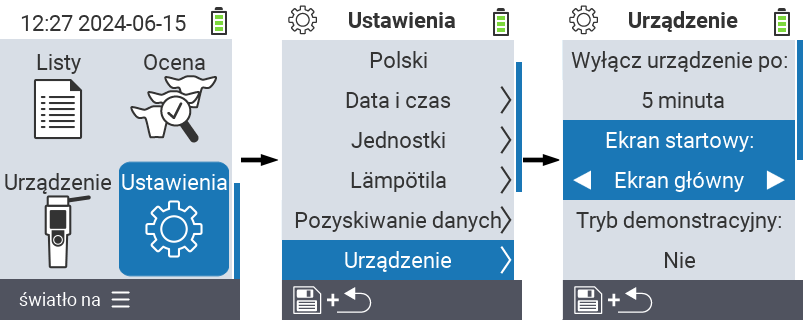 12:27 2024-06-15
Listy
Ocena
Urządzenie
Ustawienia
światło na
Ustawienia
Polski
Data i czas
Jednostki
Lämpötila
Pozyskiwanie danych
Urządzenie
Urządzenie
Wyłącz urządzenie po:
5 minuta
Ekran startowy:
Ekran główny
Tryb demonstracyjny:
Nie